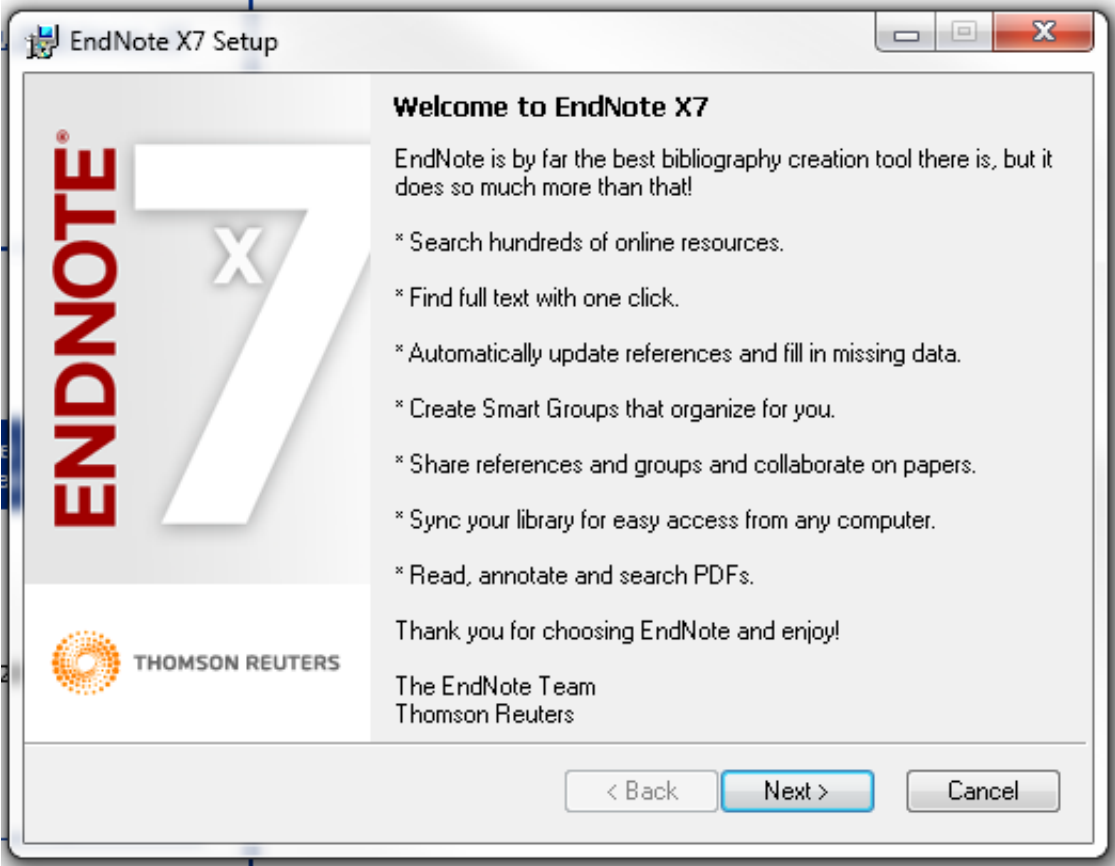 EndNote X7 Setup
Welcome to EndNote X7
EndNote is by far the best bibliography creation tool there is, but it
does so much more than that!
* Search hundreds of online resources.
* Find full text with one click.
* Automatically update references and fill in missing data.
* Create Smart Groups that organize for you.
* Share references and groups and collaborate on papers.
* Sync your library for easy access from any computer.
* Read, annotate and search PDFs.
Thank you for choosing EndNote and enjoy!
The EndNote Team
Thomson Reuters
ENDNOTE®
X7
THOMSON REUTERS
< Back
Next >
Cancel